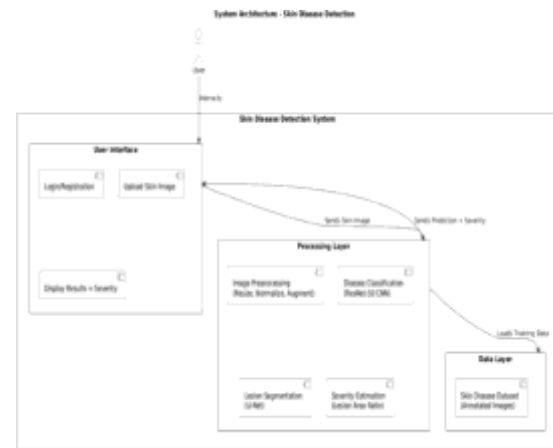 System Architecture - Skin Disease Detection
User
Interacts
Skin Disease Detection System
User Interface
Login/Registration
Upload Skin Image
Display Results + Severity
Sends Skin Image
Sends Prediction + Severity
Processing Layer
Image Preprocessing
(Resize, Normalize, Augment)
Disease Classification
(ResNet-50 CNN)
Lesion Segmentation
(U-Net)
Severity Estimation
(Lesion Area Ratio)
Loads Training Data
Data Layer
Skin Disease Dataset
(Annotated Images)